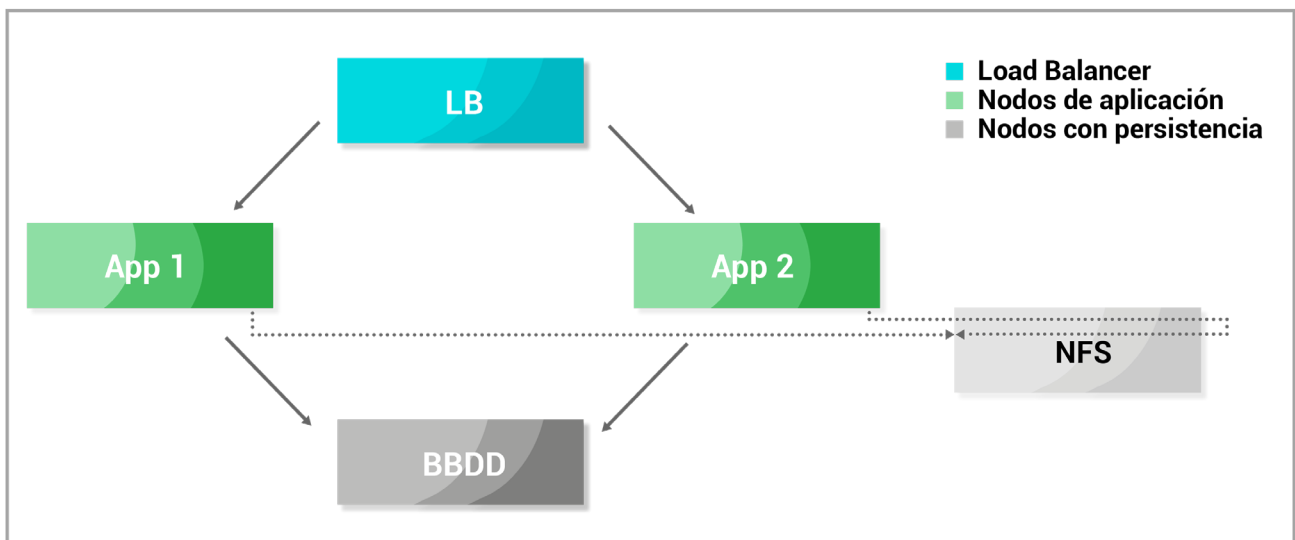 LB
Load Balancer
Nodos de aplicación
Nodos con persistencia
App 1
App 2
NFS
BBDD